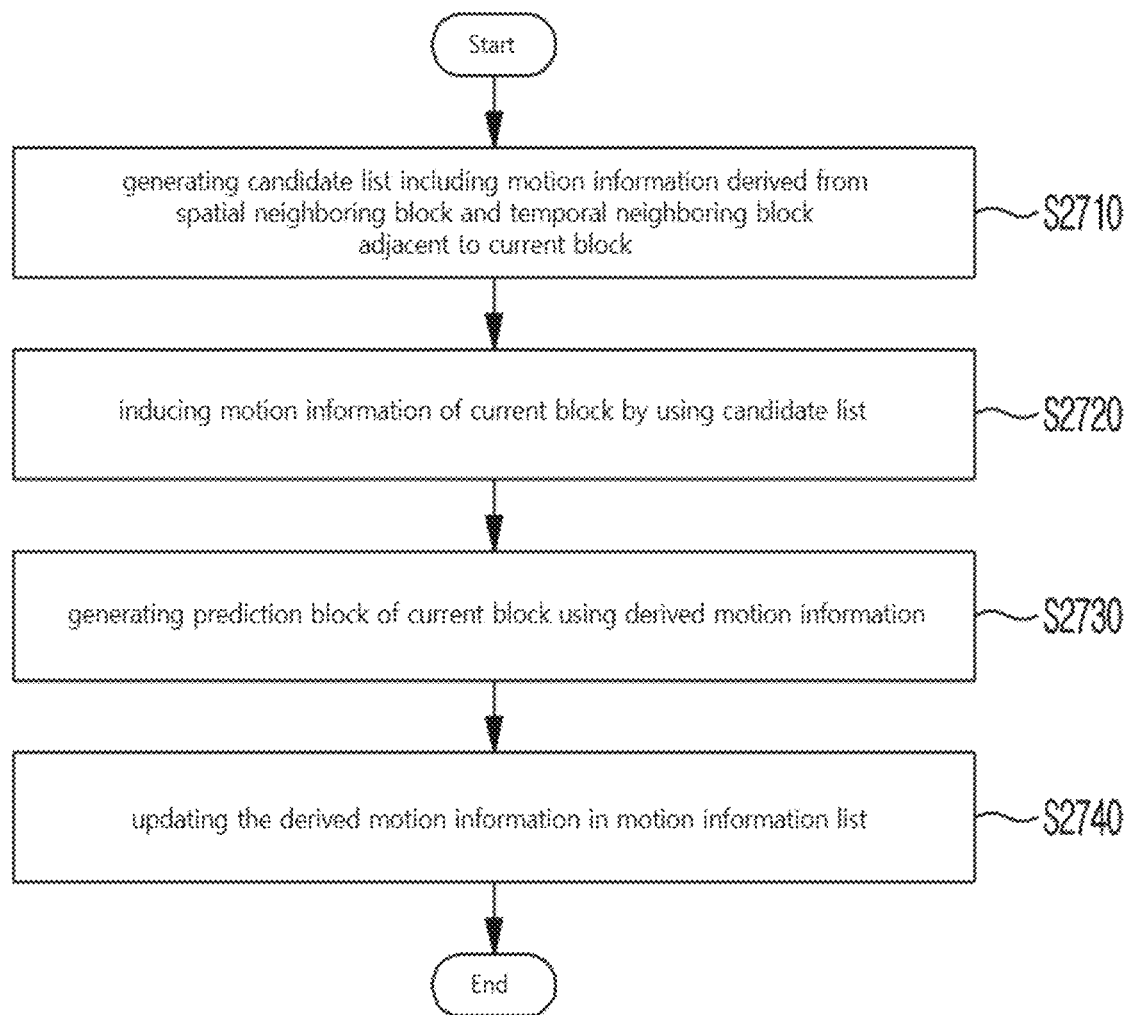 Start
generating candidate list including motion information derived from
spatial neighboring block and temporal neighboring block
adjacent to current block
S2710
inducing motion information of current block by using candidate list
S2720
generating prediction block of current block using derived motion information
S2730
updating the derived motion information in motion information list
S2740
End